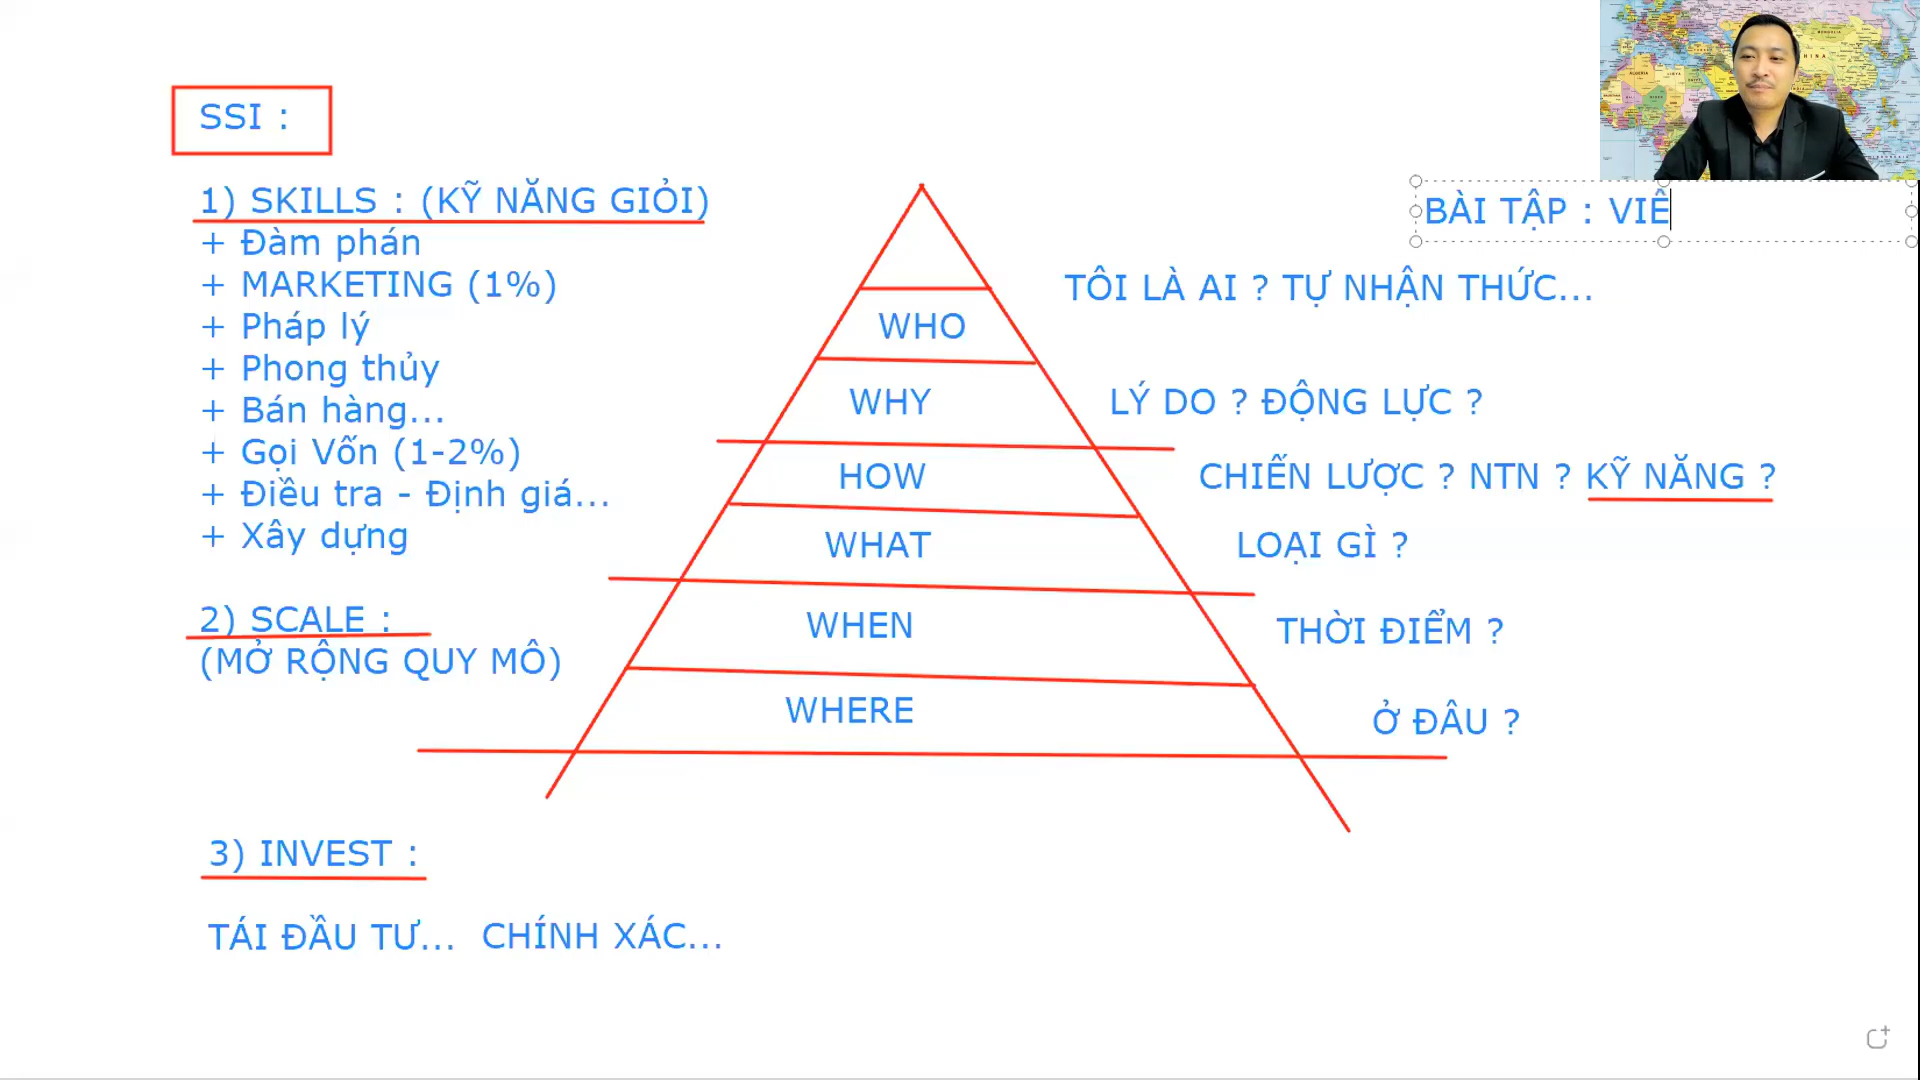 SSI :
1) SKILLS : (KỸ NĂNG GIỎI)
+ Đàm phán
+ MARKETING (1%)
+ Pháp lý
+ Phong thủy
+ Bán hàng...
+ Gọi Vốn (1-2%)
+ Điều tra - Định giá...
+ Xây dựng
2) SCALE :
(MỞ RỘNG QUY MÔ)
3) INVEST :
TÁI ĐẦU TƯ... CHÍNH XÁC...
WHO
WHY
HOW
WHAT
WHEN
WHERE
BÀI TẬP : VIÊ
TÔI LÀ AI ? TỰ NHẬN THỨC...
LÝ DO ? ĐỘNG LỰC ?
CHIẾN LƯỢC ? NTN ? KỸ NĂNG ?
LOẠI GÌ ?
THỜI ĐIỂM ?
Ở ĐÂU ?